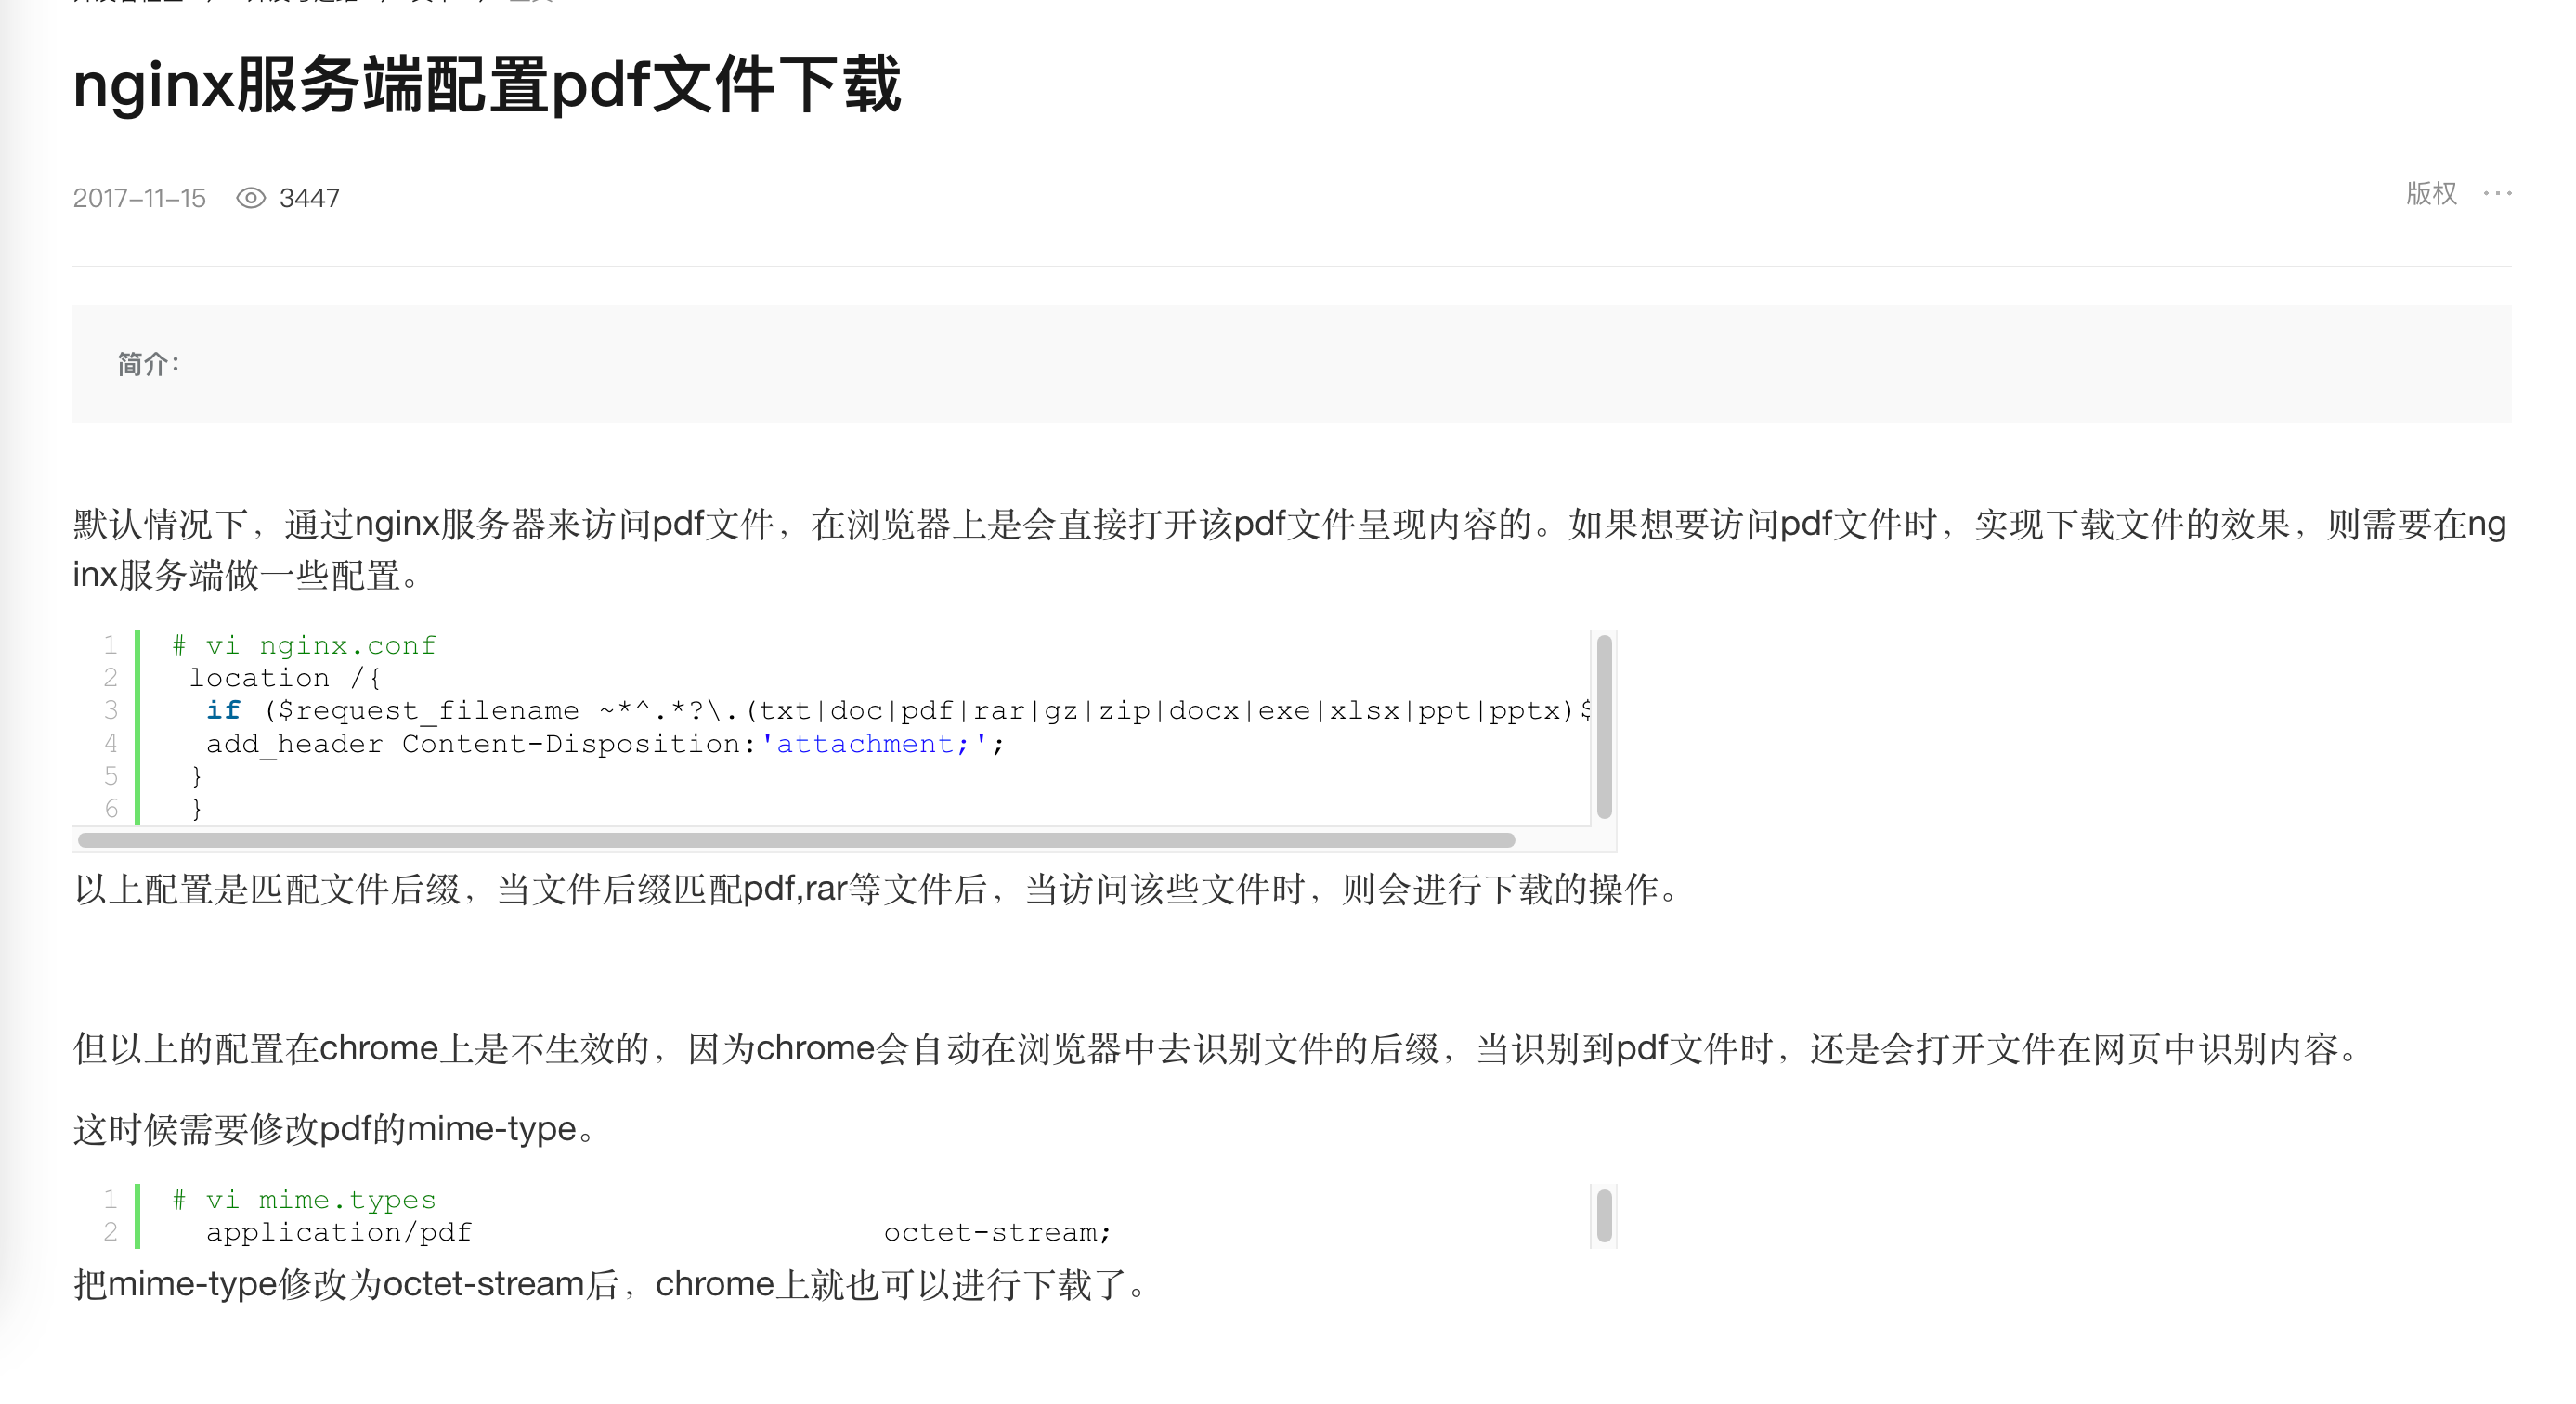 nginx服务端配置pdf文件下载
2017-11-15 3447
版权 ···
简介：
默认情况下，通过nginx服务器来访问pdf文件，在浏览器上是会直接打开该pdf文件呈现内容的。如果想要访问pdf文件时，实现下载文件的效果，则需要在ng
inx服务端做一些配置。
1 # vi nginx.conf
2 location /{
3 if ($request_filename ~*^.*?\.(txt|doc|pdf|rar|gz|zip|docx|exe|xlsx|ppt|pptx)$
4 add_header Content-Disposition:'attachment;';
5 }
6 }
以上配置是匹配文件后缀，当文件后缀匹配pdf,rar等文件后，当访问该些文件时，则会进行下载的操作。
但以上的配置在chrome上是不生效的，因为chrome会自动在浏览器中去识别文件的后缀，当识别到pdf文件时，还是会打开文件在网页中识别内容。
这时候需要修改pdf的mime-type。
1 # vi mime.types
2 application/pdf octet-stream;
把mime-type修改为octet-stream后，chrome上就也可以进行下载了。